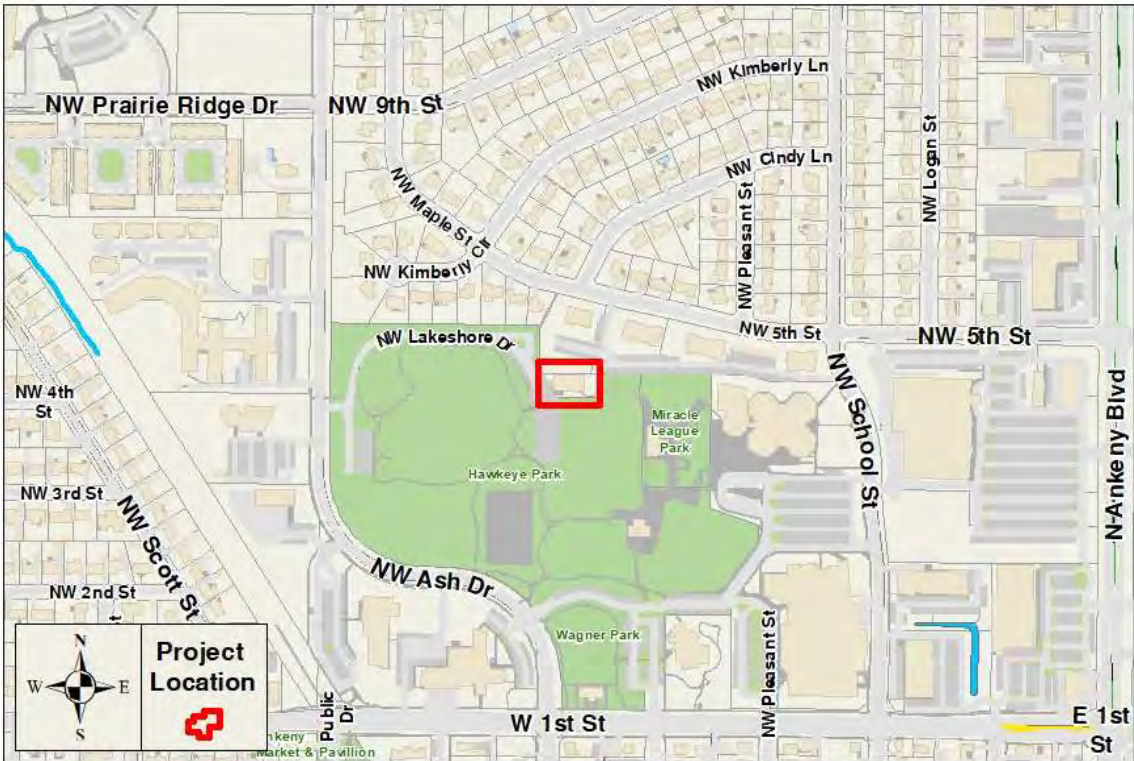 NW Prairie Ridge Dr
NW 9th St
NW Kimberly Ln
NW Cindy Ln
NW Logan St
NW Maple St
NW Pleasant St
NW Kimberly Cir
NW 5th St
NW 5th St
NW Lakeshore Dr
NW 4th
St
Miracle
League
Park
NW School St
N Ankeny Blvd
Hawkeye Park
NW 3rd St
NW Scott St
NW Ash Dr
NW 2nd St
Wagner Park
NW Pleasant St
N
W
E
S
Project
Location
Public
Dr
W 1st St
E 1st
St
nkeny
Market & Pavillion